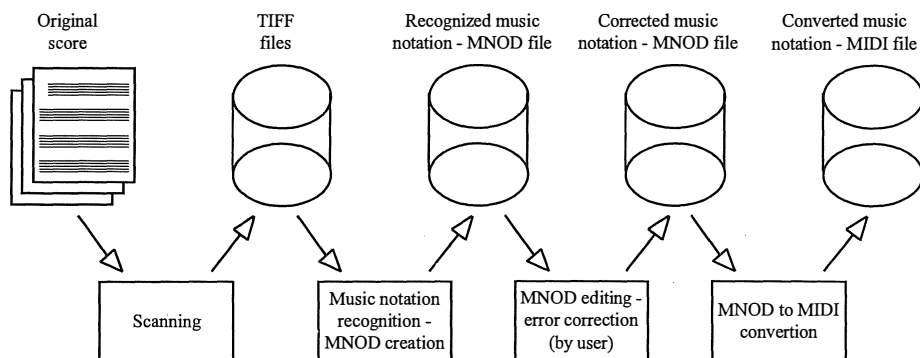 Original
score
TIFF
files
Recognized music
notation - MNOD file
Corrected music
notation - MNOD file
Converted music
notation - MIDI file
Scanning
Music notation
recognition -
MNOD creation
MNOD editing -
error correction
(by user)
MNOD to MIDI
convertion